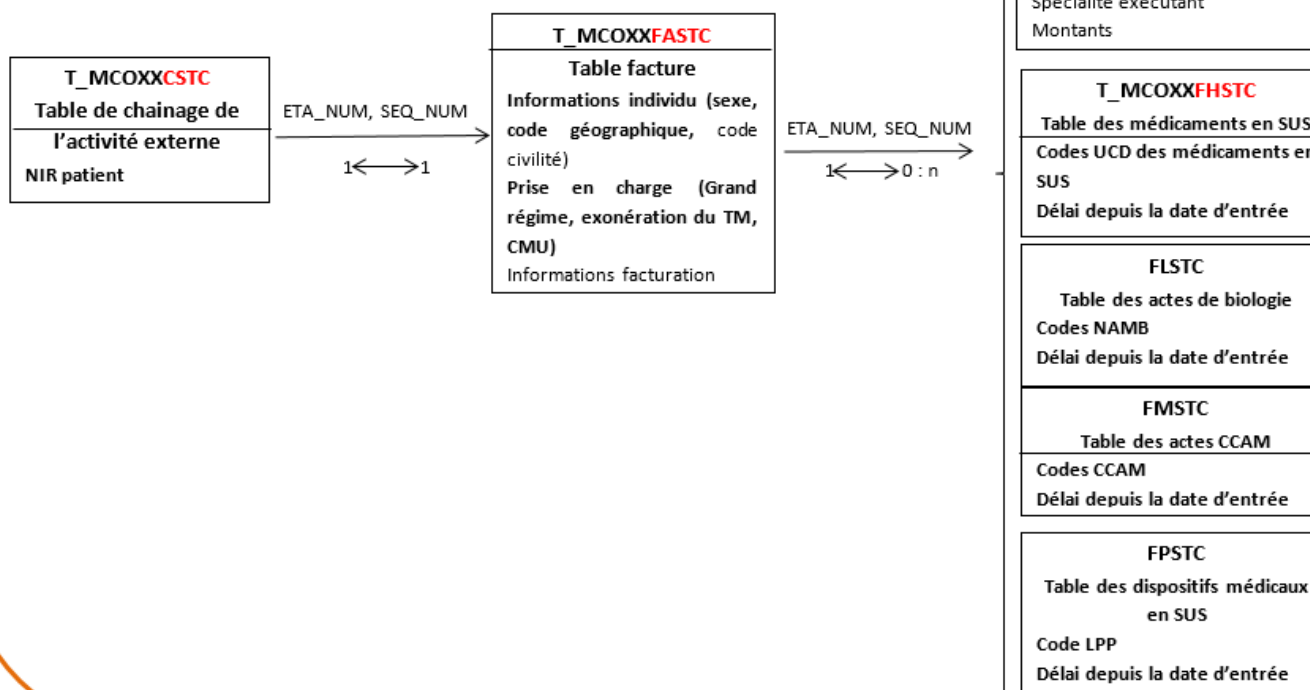 T_MCOXXCSTC
Table de chainage de
l'activité externe
NIR patient
ETA_NUM, SEQ_NUM
1⟷1
T_MCOXXFASTC
Table facture
Informations individu (sexe,
code géographique, code
civilité)
Prise en charge (Grand
régime, exonération du TM,
CMU)
Informations facturation
ETA_NUM, SEQ_NUM
1⟷0 : n
Spécialité exécutant
Montants
T_MCOXXFHSTC
Table des médicaments en SUS
Codes UCD des médicaments en
SUS
Délai depuis la date d'entrée
FLSTC
Table des actes de biologie
Codes NAMB
Délai depuis la date d'entrée
FMSTC
Table des actes CCAM
Codes CCAM
Délai depuis la date d'entrée
FPSTC
Table des dispositifs médicaux
en SUS
Code LPP
Délai depuis la date d'entrée